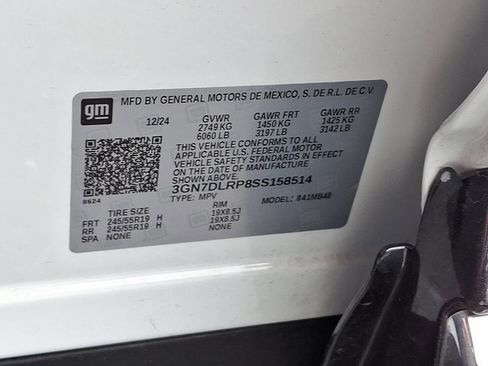 gm
MFD BY GENERAL MOTORS DE MEXICO, S. DE R.L. DE C.V.
12/24 GVWR GAWR FRT GAWR RR
2749 KG 1450 KG 1425 KG
6060 LB 3197 LB 3142 LB
THIS VEHICLE CONFORMS TO ALL
APPLICABLE U.S. FEDERAL MOTOR
VEHICLE SAFETY STANDARDS IN EFFECT
ON THE DATE OF MANUFACTURE SHOWN ABOVE.
3GN7DLRP8SS158514
8624
TYPE: MPV MODEL: 841MB48
TIRE SIZE RIM
FRT 245/55R19 H 19X8.5J
RR 245/55R19 H 19X8.5J
SPA NONE NONE